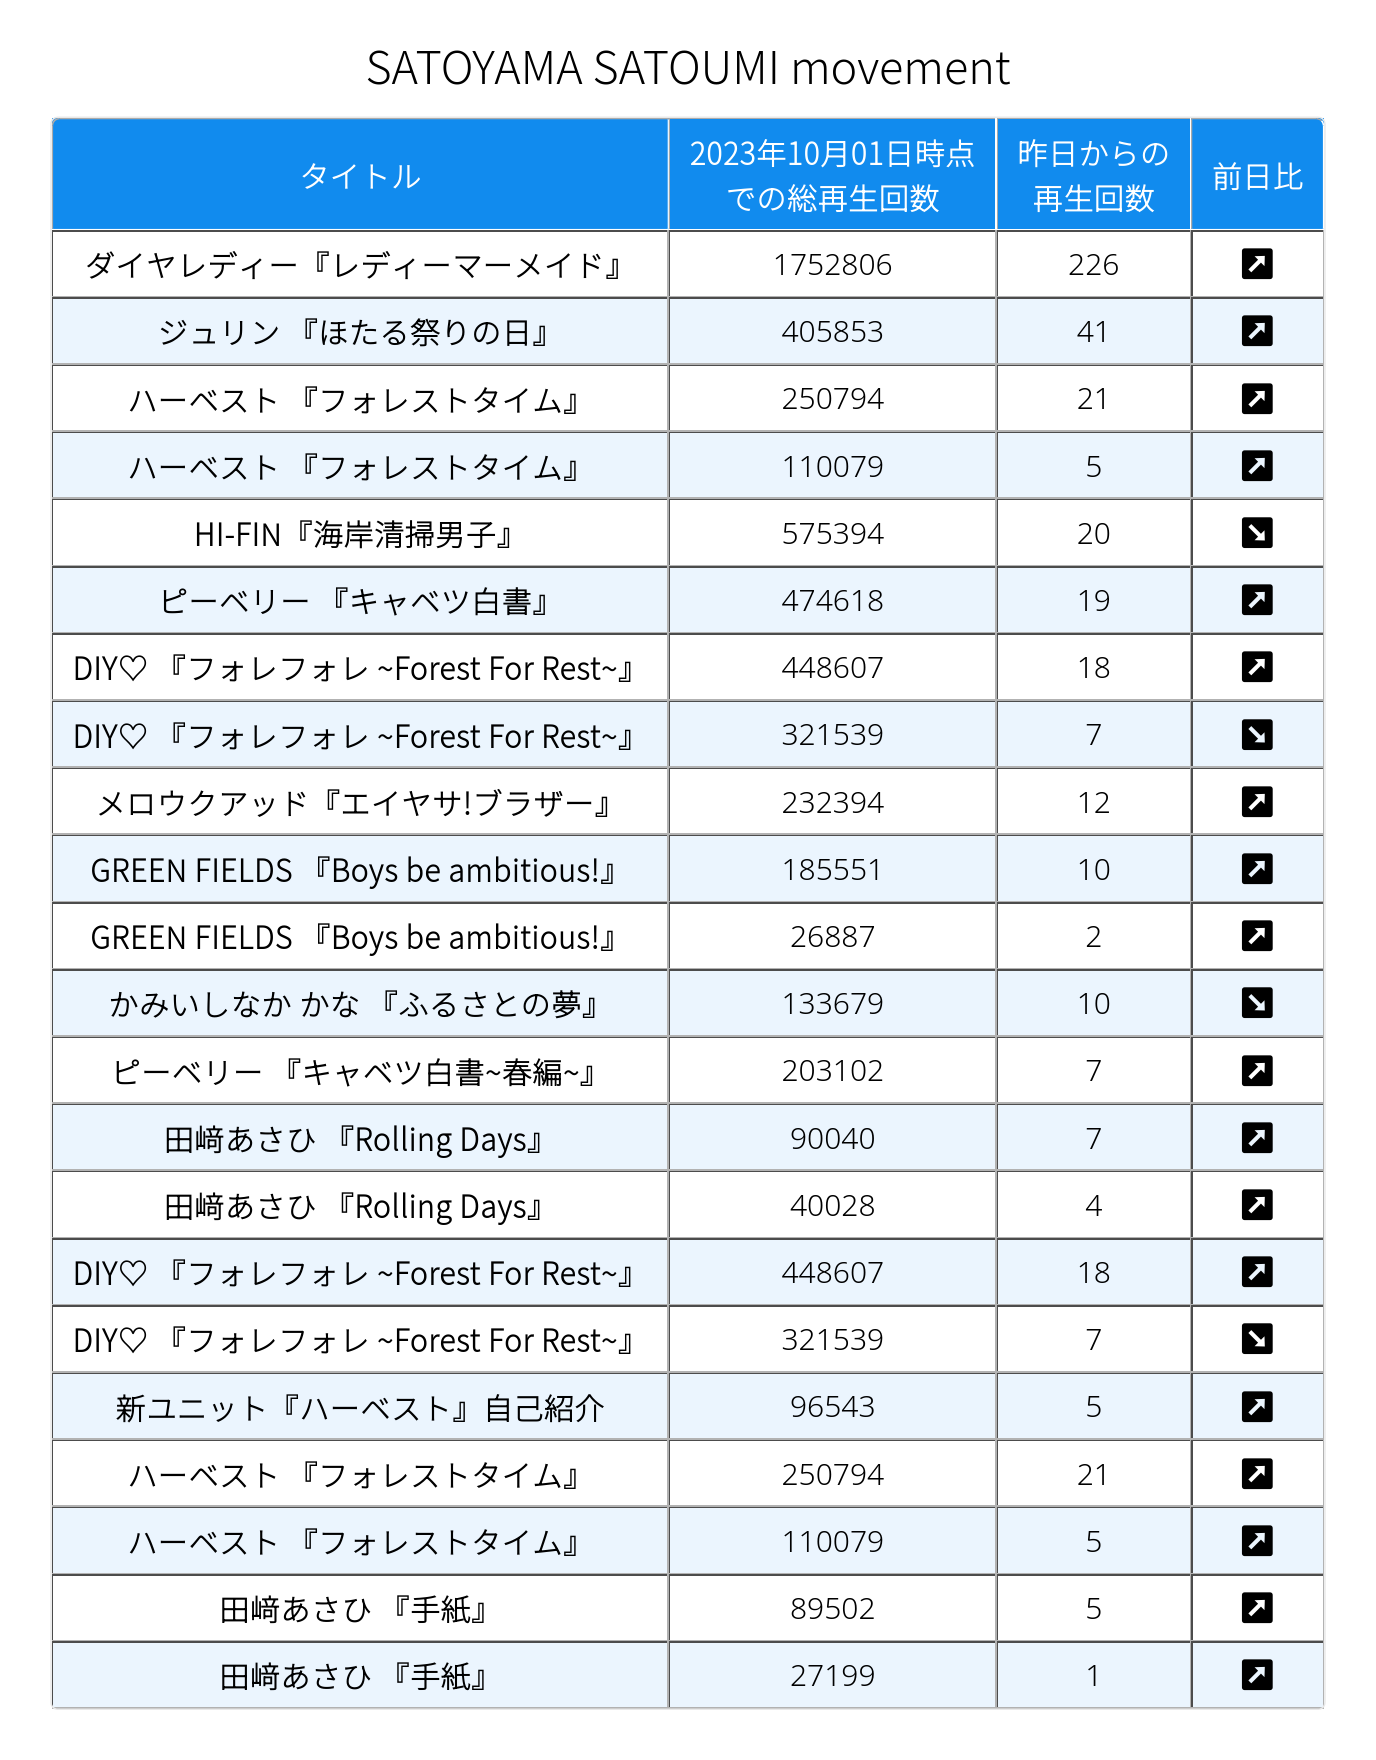 SATOYAMA SATOUMI movement
タイトル 2023年10月01日時点での総再生回数 昨日からの再生回数 前日比
ダイヤレディー『レディーマーメイド』 1752806 226 ↗
ジュリン 『ほたる祭りの日』 405853 41 ↗
ハーベスト 『フォレストタイム』 250794 21 ↗
ハーベスト 『フォレストタイム』 110079 5 ↗
HI-FIN『海岸清掃男子』 575394 20 ↘
ピーベリー 『キャベツ白書』 474618 19 ↗
DIY♡ 『フォレフォレ ~Forest For Rest~』 448607 18 ↗
DIY♡ 『フォレフォレ ~Forest For Rest~』 321539 7 ↘
メロウクアッド『エイヤサ!ブラザー』 232394 12 ↗
GREEN FIELDS 『Boys be ambitious!』 185551 10 ↗
GREEN FIELDS 『Boys be ambitious!』 26887 2 ↗
かみいしなか かな 『ふるさとの夢』 133679 10 ↘
ピーベリー 『キャベツ白書~春編~』 203102 7 ↗
田﨑あさひ 『Rolling Days』 90040 7 ↗
田﨑あさひ 『Rolling Days』 40028 4 ↗
DIY♡ 『フォレフォレ ~Forest For Rest~』 448607 18 ↗
DIY♡ 『フォレフォレ ~Forest For Rest~』 321539 7 ↘
新ユニット『ハーベスト』自己紹介 96543 5 ↗
ハーベスト 『フォレストタイム』 250794 21 ↗
ハーベスト 『フォレストタイム』 110079 5 ↗
田﨑あさひ 『手紙』 89502 5 ↗
田﨑あさひ 『手紙』 27199 1 ↗